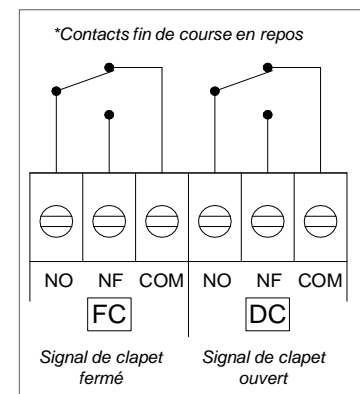 *Contacts fin de course en repos
NO NF COM NO NF COM
FC DC
Signal de clapet fermé
Signal de clapet ouvert